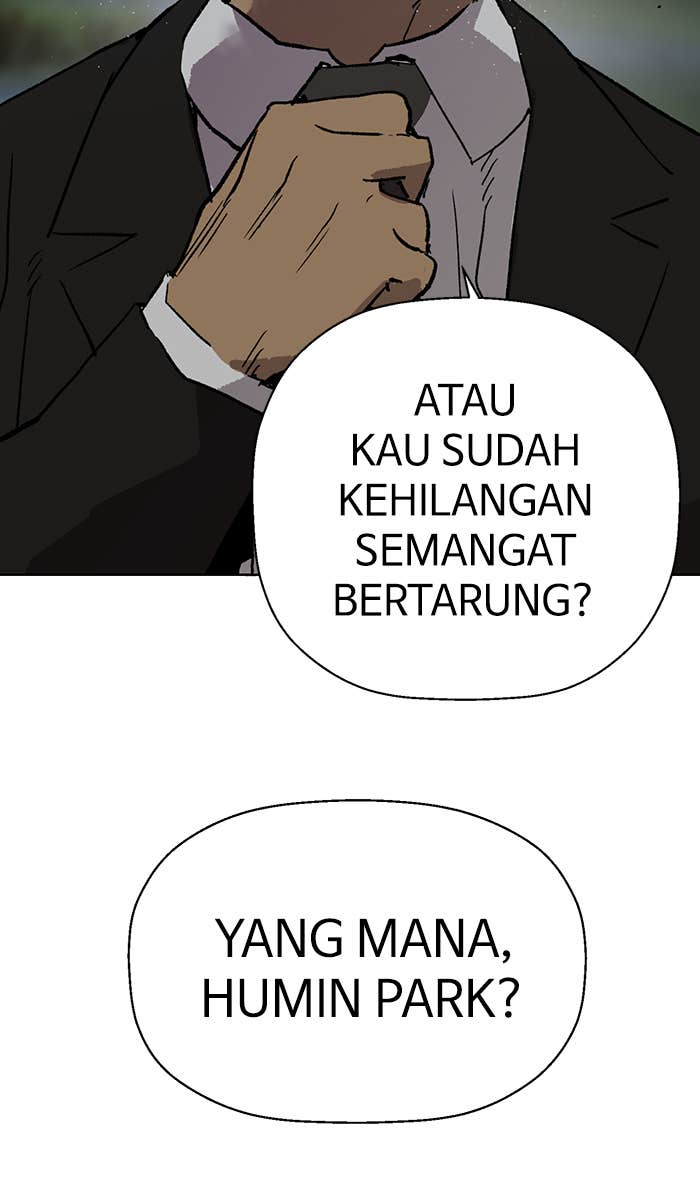 ATAU
KAU SUDAH
KEHILANGAN
SEMANGAT
BERTARUNG?
YANG MANA,
HUMIN PARK?